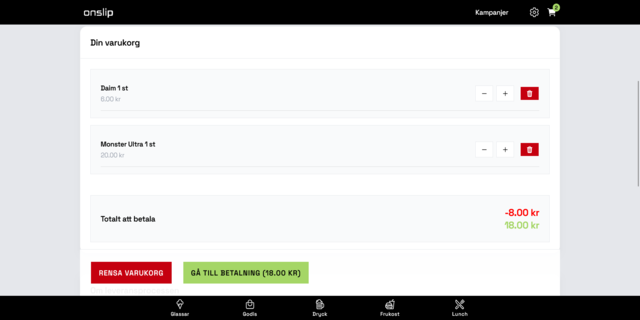 onslip
Kampanjer
2
Din varukorg
Daim 1 st
6.00 kr
Monster Ultra 1 st
20.00 kr
Totalt att betala
-8.00 kr
18.00 kr
RENSA VARUKORG
GÅ TILL BETALNING (18.00 KR)
Glassar
Godis
Dryck
Frukost
Lunch